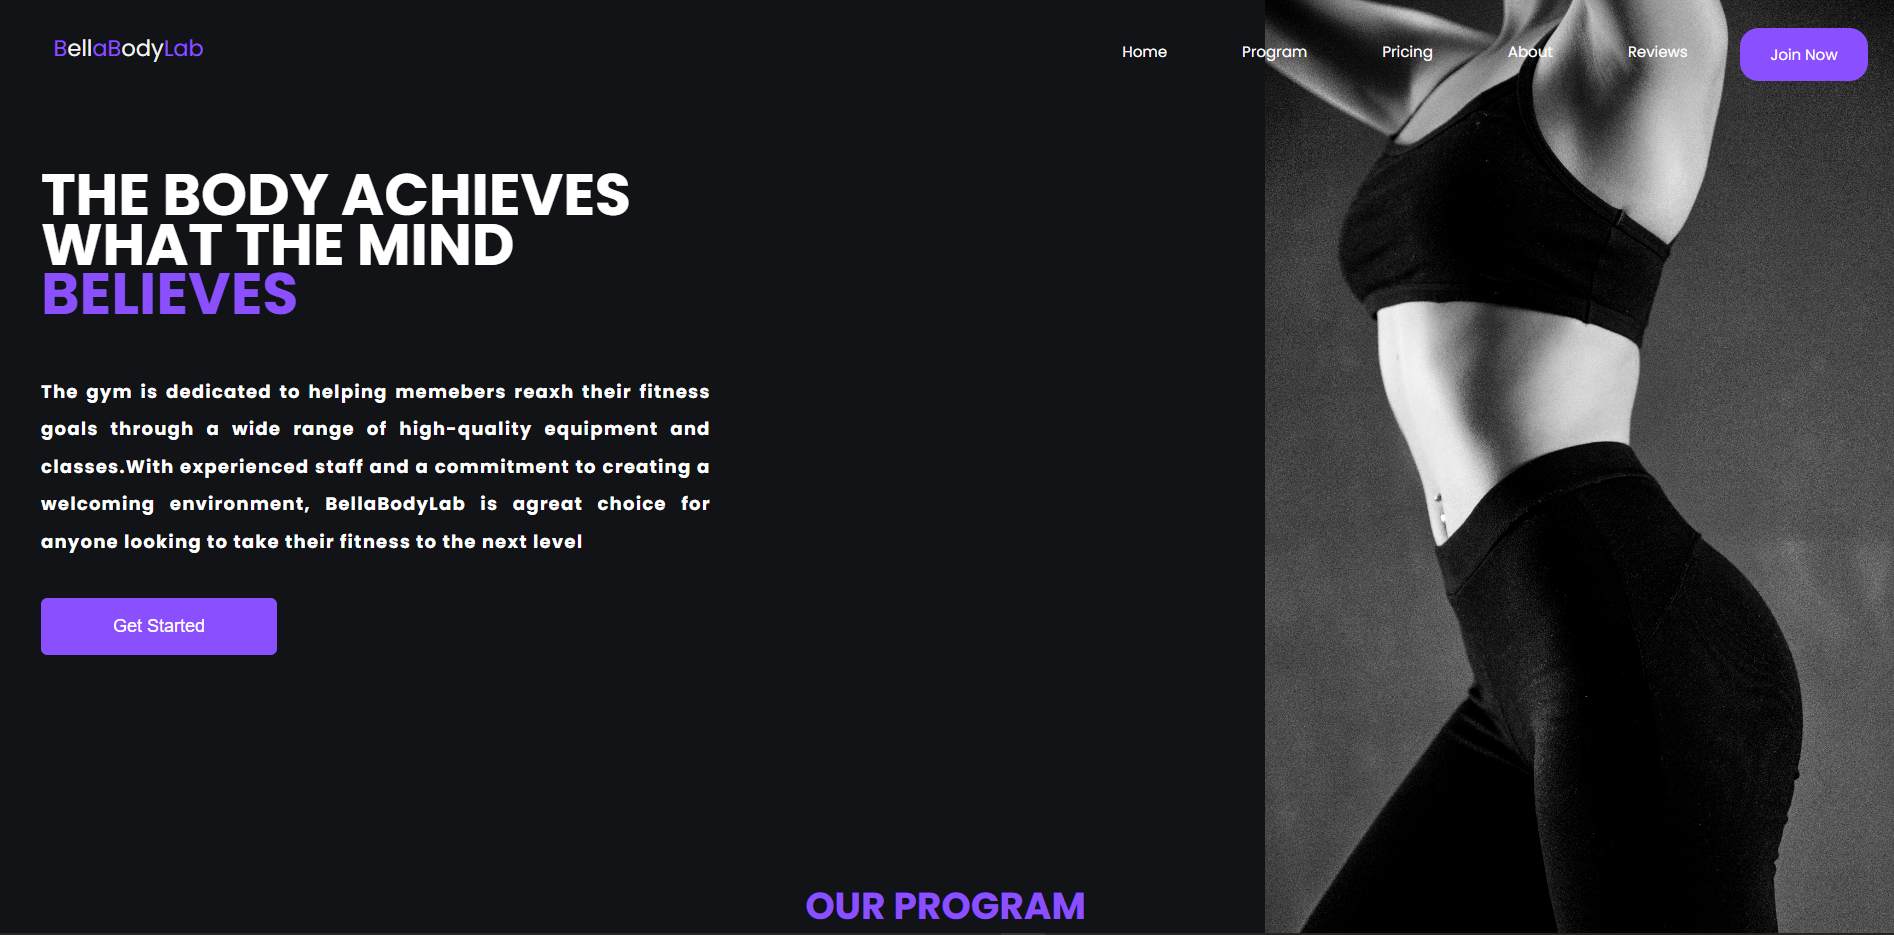 BellaBodyLab
Home Program Pricing About Reviews Join Now
THE BODY ACHIEVES
WHAT THE MIND
BELIEVES
The gym is dedicated to helping memebers reaxh their fitness
goals through a wide range of high-quality equipment and
classes.With experienced staff and a commitment to creating a
welcoming environment, BellaBodyLab is agreat choice for
anyone looking to take their fitness to the next level
Get Started
OUR PROGRAM